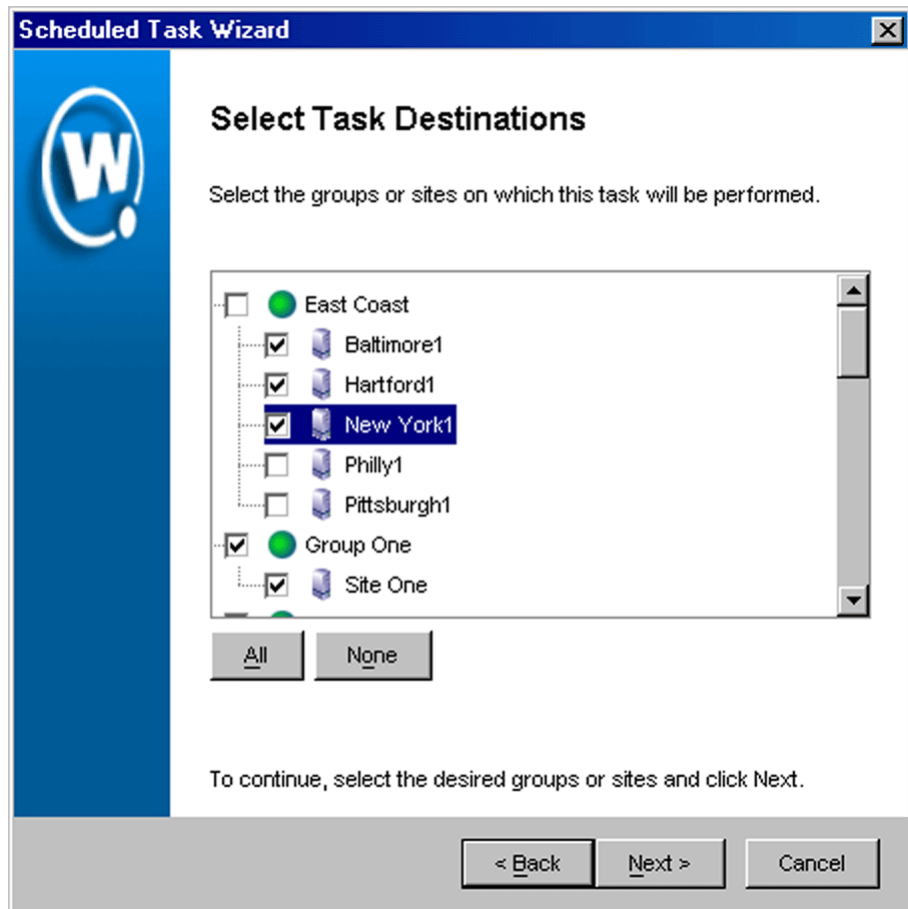 Scheduled Task Wizard
W
Select Task Destinations
Select the groups or sites on which this task will be performed.
East Coast
Baltimore1
Hartford1
New York1
Philly1
Pittsburgh1
Group One
Site One
All None
To continue, select the desired groups or sites and click Next.
< Back Next > Cancel